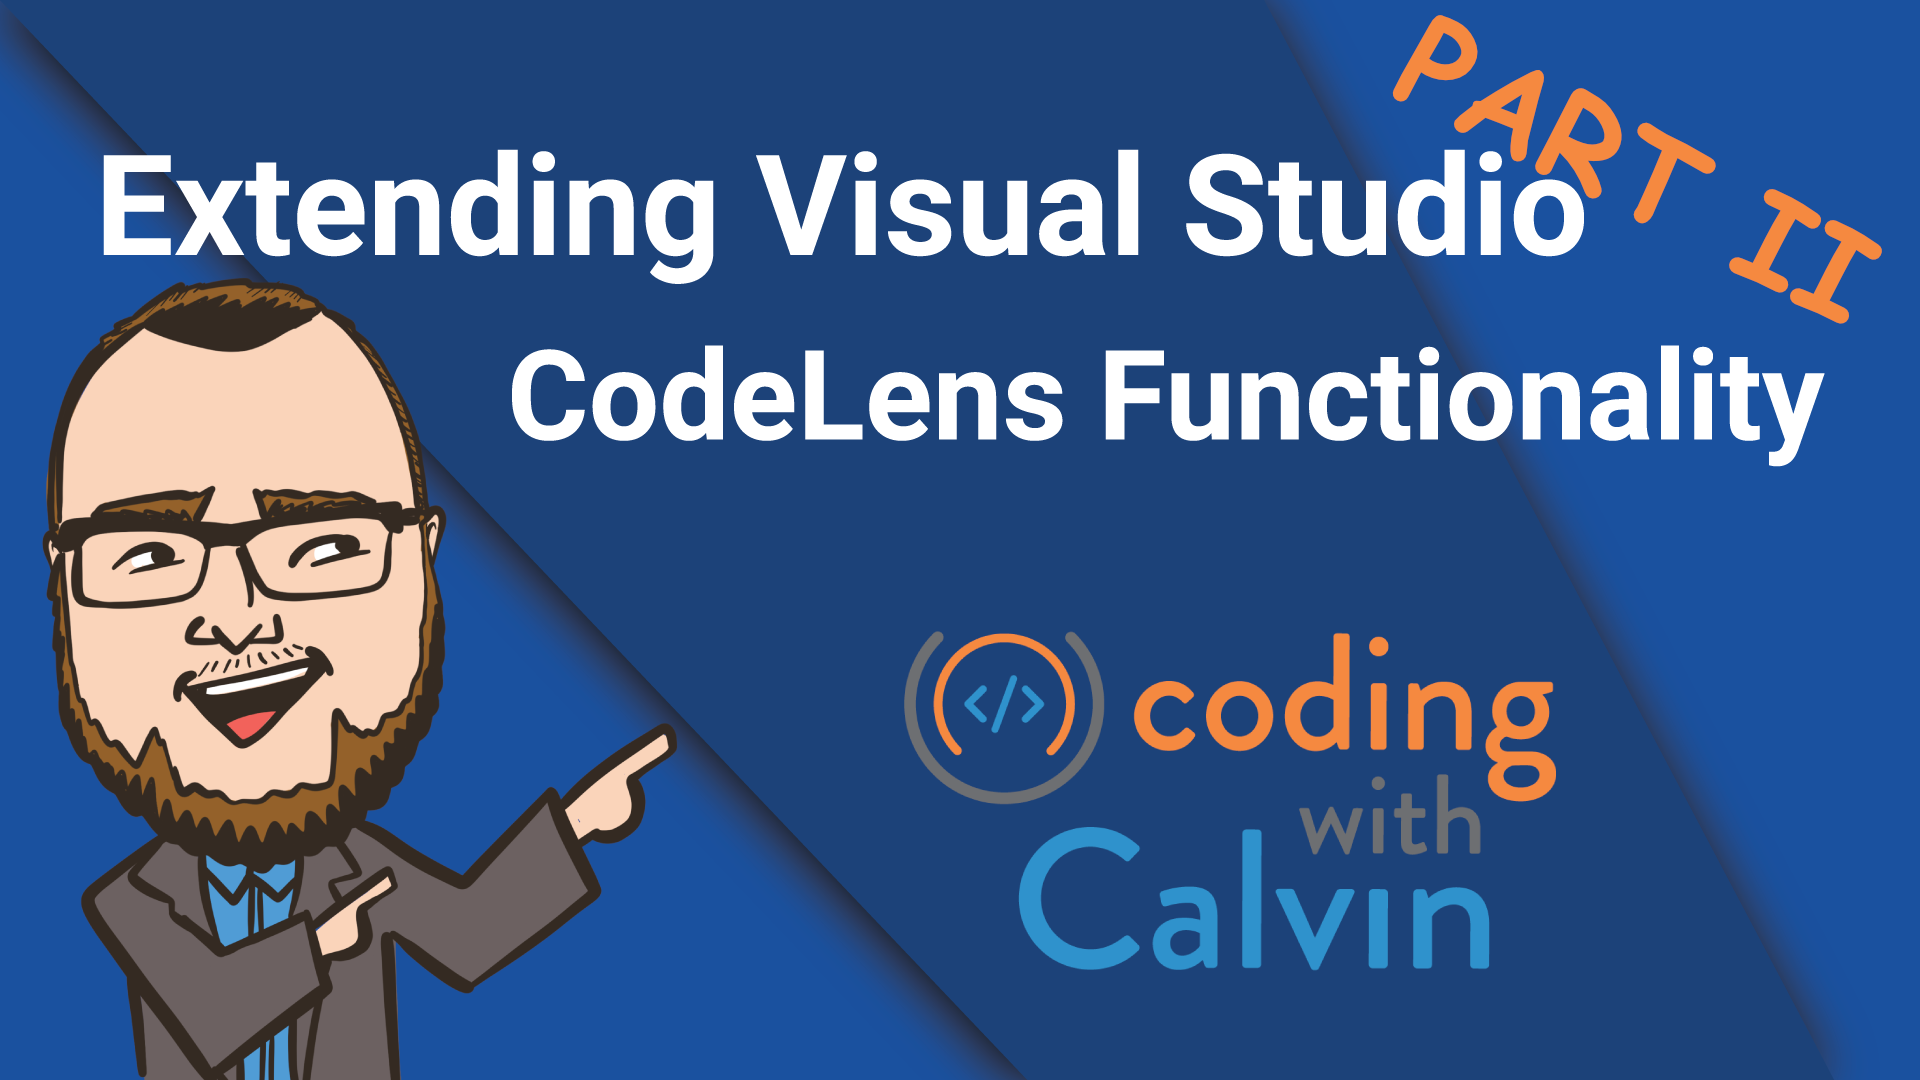 PART II
Extending Visual Studio
CodeLens Functionality
</>
coding
with
Calvin